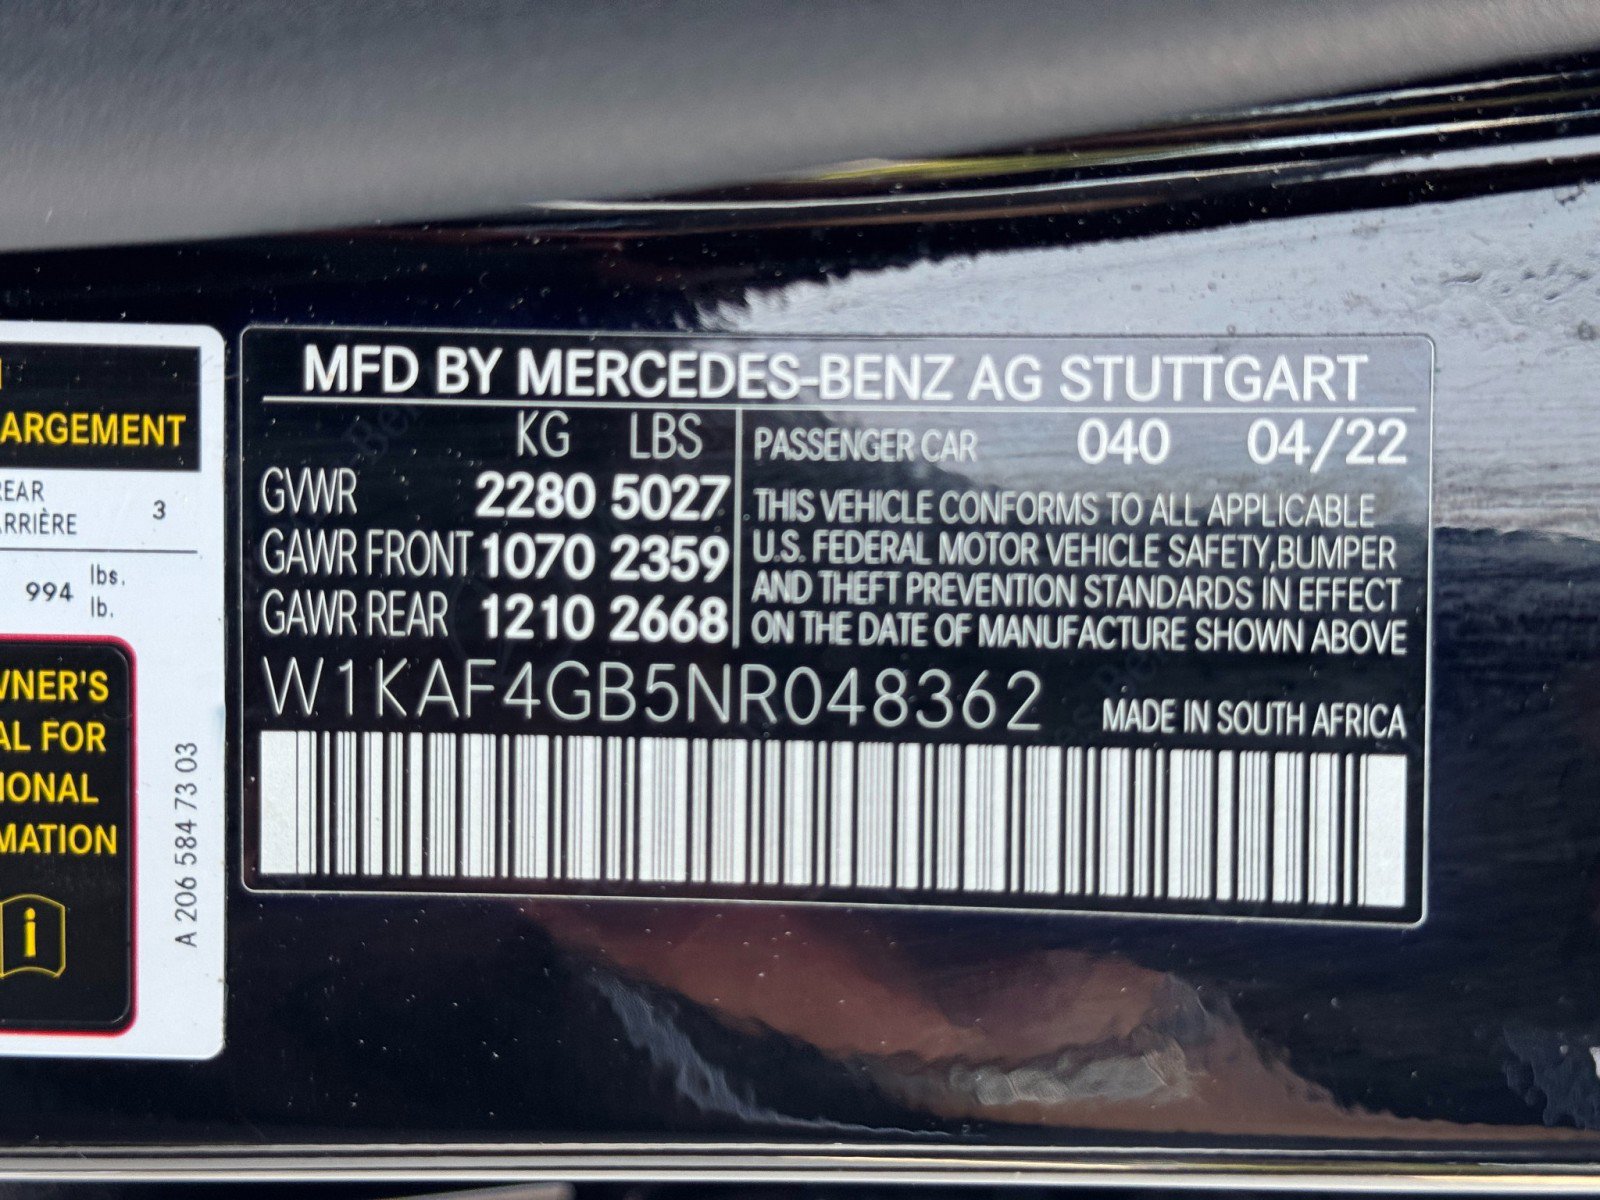 ARGEMENT
REAR
ARRIÈRE 3
994 lbs.
lb.
WNER'S
AL FOR
IONAL
MATION
i
A 206 584 73 03
MFD BY MERCEDES-BENZ AG STUTTGART
KG LBS
GVWR 2280 5027
GAWR FRONT 1070 2359
GAWR REAR 1210 2668
PASSENGER CAR 040 04/22
THIS VEHICLE CONFORMS TO ALL APPLICABLE
U.S. FEDERAL MOTOR VEHICLE SAFETY,BUMPER
AND THEFT PREVENTION STANDARDS IN EFFECT
ON THE DATE OF MANUFACTURE SHOWN ABOVE
W1KAF4GB5NR048362 MADE IN SOUTH AFRICA